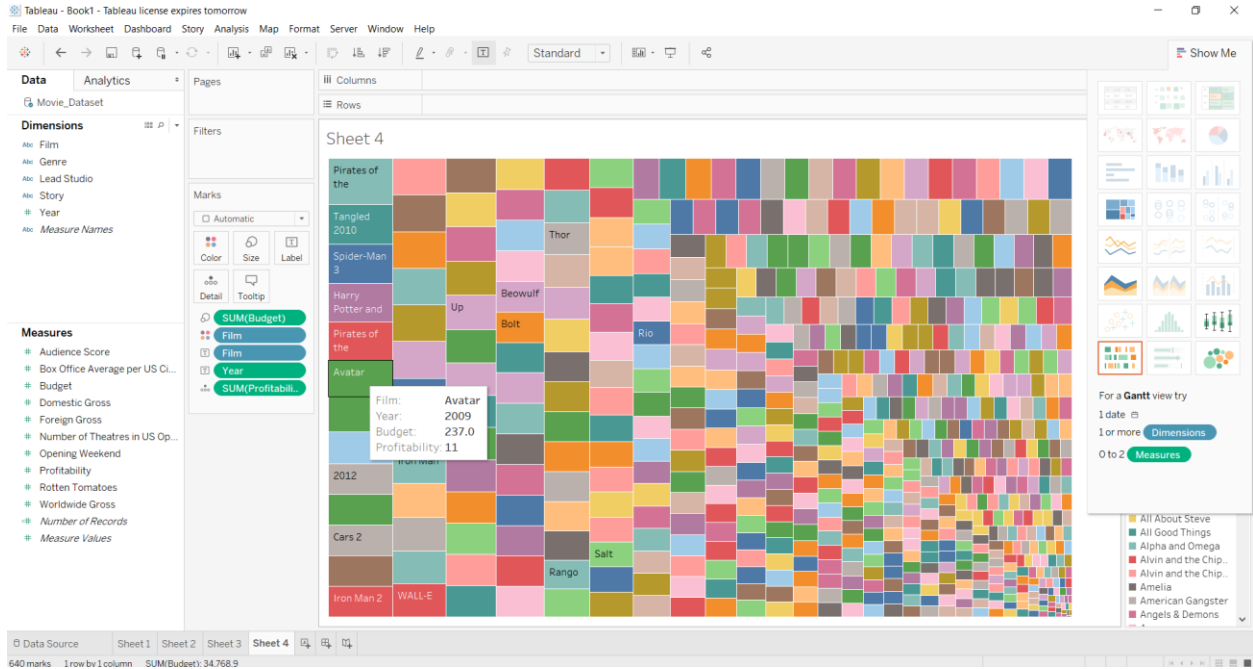 Tableau - Book1 - Tableau license expires tomorrow
File Data Worksheet Dashboard Story Analysis Map Format Server Window Help
Standard
Show Me
Data Analytics
Movie_Dataset
Dimensions
Abc Film
Abc Genre
Abc Lead Studio
Abc Story
# Year
Abc Measure Names
Measures
# Audience Score
# Box Office Average per US Ci...
# Budget
# Domestic Gross
# Foreign Gross
# Number of Theatres in US Op...
# Opening Weekend
# Profitability
# Rotten Tomatoes
# Worldwide Gross
=# Number of Records
# Measure Values
Pages
Filters
Marks
Automatic
Color Size Label
Detail Tooltip
SUM(Budget)
Film
Film
Year
SUM(Profitabili..
Columns
Rows
Sheet 4
Pirates of
the
Tangled
2010
Spider-Man
3
Harry
Potter and
Pirates of
the
Avatar
2012
Cars 2
Iron Man 2
Iron Man
WALL-E
Up
Beowulf
Bolt
Thor
Rango
Salt
Rio
Film: Avatar
Year: 2009
Budget: 237.0
Profitability: 11
For a Gantt view try
1 date
1 or more Dimensions
0 to 2 Measures
All About Steve
All Good Things
Alpha and Omega
Alvin and the Chip..
Alvin and the Chip..
Amelia
American Gangster
Angels & Demons
Data Source Sheet 1 Sheet 2 Sheet 3 Sheet 4
640 marks 1 row by 1 column SUM(Budget): 34,768.9